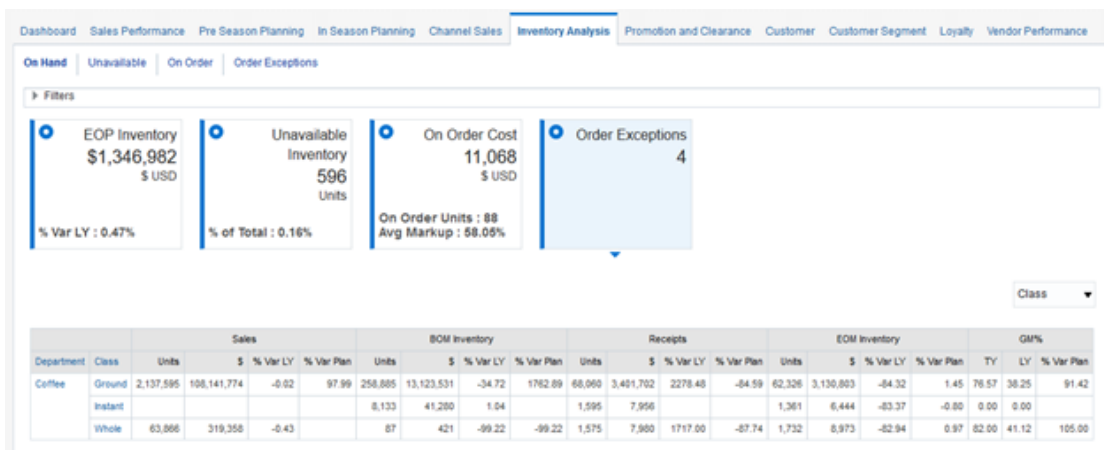 Dashboard Sales Performance Pre Season Planning In Season Planning Channel Sales Inventory Analysis Promotion and Clearance Customer Customer Segment Loyalty Vendor Performance
On Hand Unavailable On Order Order Exceptions
Filters
EOP Inventory
$1,346,982
$ USD
% Var LY : 0.47%
Unavailable
Inventory
596
Units
% of Total : 0.16%
On Order Cost
11,068
$ USD
On Order Units : 88
Avg Markup : 58.05%
Order Exceptions
4
Class
Sales BOM Inventory Receipts EOM Inventory GM%
Department Class Units $ % Var LY % Var Plan Units $ % Var LY % Var Plan Units $ % Var LY % Var Plan Units $ % Var LY % Var Plan TY LY % Var Plan
Coffee Ground 2,137,595 108,141,774 -0.02 97.99 258,885 13,123,531 -34.72 1762.89 68,060 3,401,702 2278.48 -84.59 62,326 3,130,803 -84.32 1.45 76.57 38.25 91.42
Instant 8,133 41,280 1.04 1,595 7,956 1,361 6,444 -83.37 -0.80 0.00 0.00
Whole 63,866 319,358 -0.43 87 421 -99.22 -99.22 1,575 7,980 1717.00 -87.74 1,732 8,973 -82.94 0.97 82.00 41.12 105.00